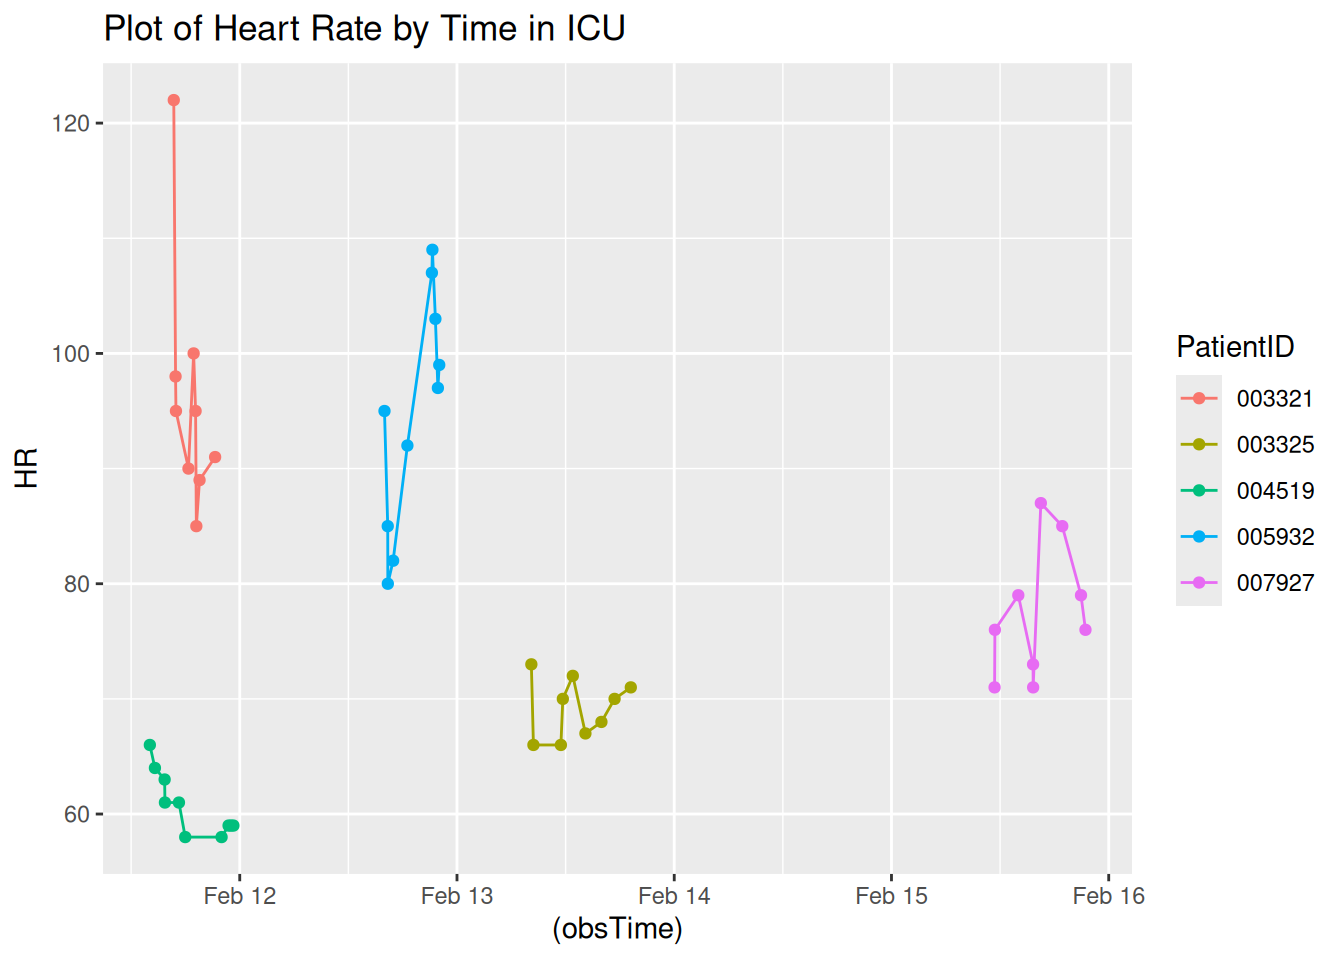 Plot of Heart Rate by Time in ICU
120
100
80
60
HR
Feb 12
Feb 13
Feb 14
Feb 15
Feb 16
(obsTime)
PatientID
003321
003325
004519
005932
007927